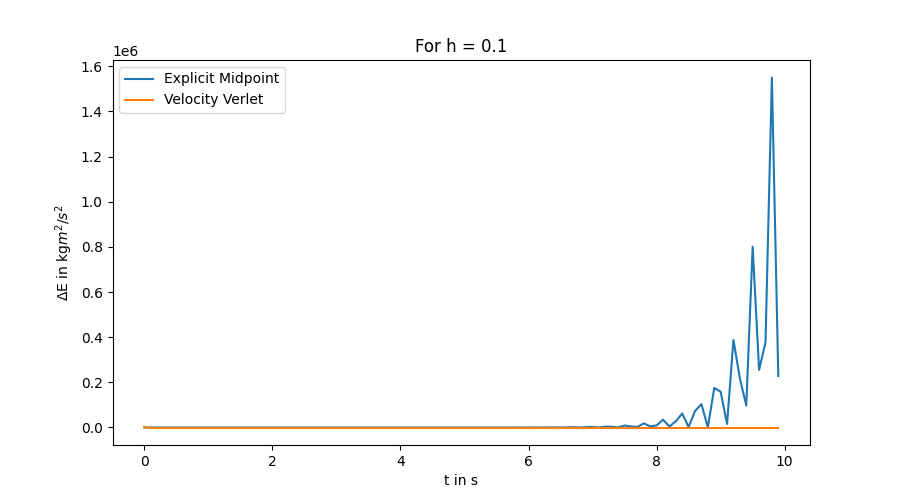 For h = 0.1
1e6
Explicit Midpoint
Velocity Verlet
1.6
1.4
1.2
1.0
0.8
0.6
0.4
0.2
0.0
ΔE in kgm²/s²
0 2 4 6 8 10
t in s